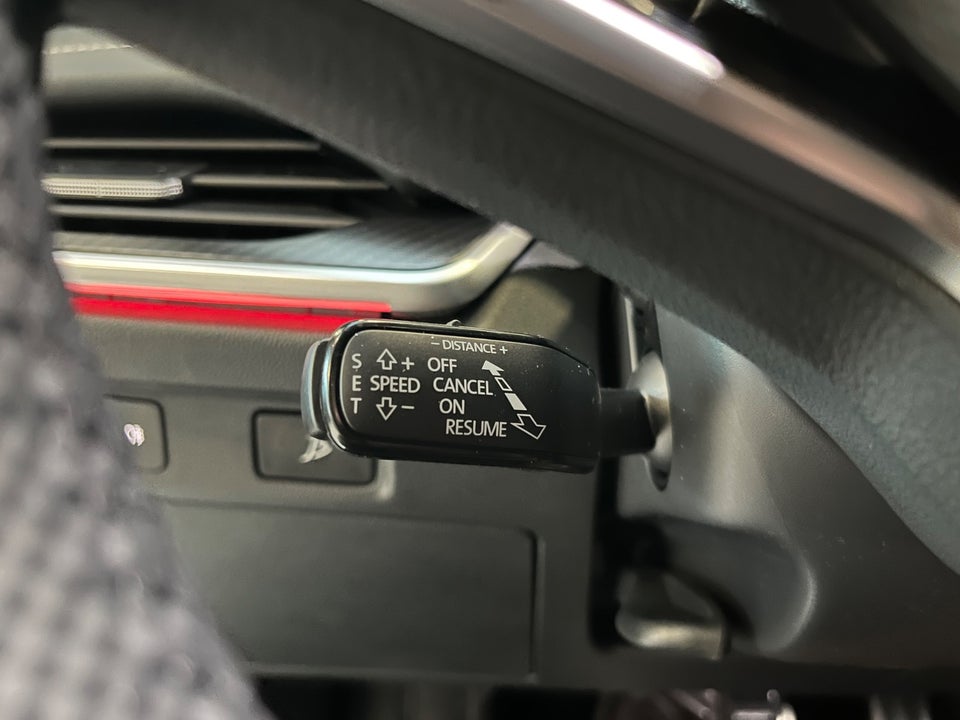 − DISTANCE +
S + OFF
E SPEED CANCEL
T − ON
RESUME